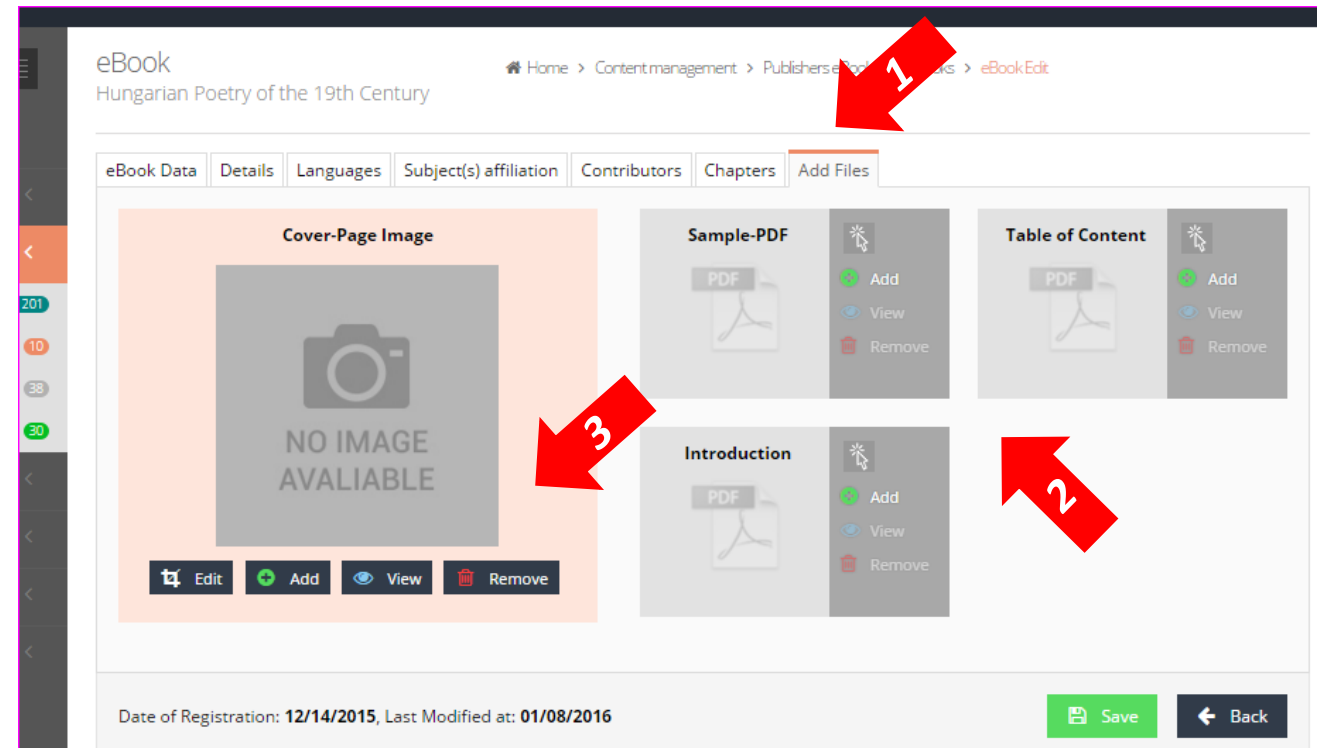 eBook
Home > Content management > Publishers > eBook Edit
Hungarian Poetry of the 19th Century
1
eBook Data Details Languages Subject(s) affiliation Contributors Chapters Add Files
Cover-Page Image
NO IMAGE
AVALIABLE
Edit Add View Remove
Sample-PDF
PDF
Add
View
Remove
Table of Content
PDF
Add
View
Remove
Introduction
PDF
Add
View
Remove
3
2
201
10
38
30
Date of Registration: 12/14/2015, Last Modified at: 01/08/2016
Save Back